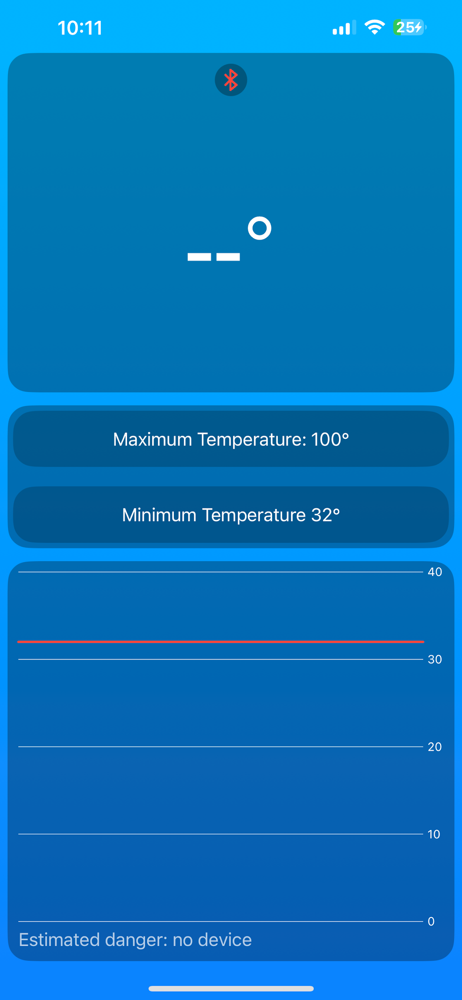 10:11
25
--°
Maximum Temperature: 100°
Minimum Temperature 32°
40
30
20
10
0
Estimated danger: no device